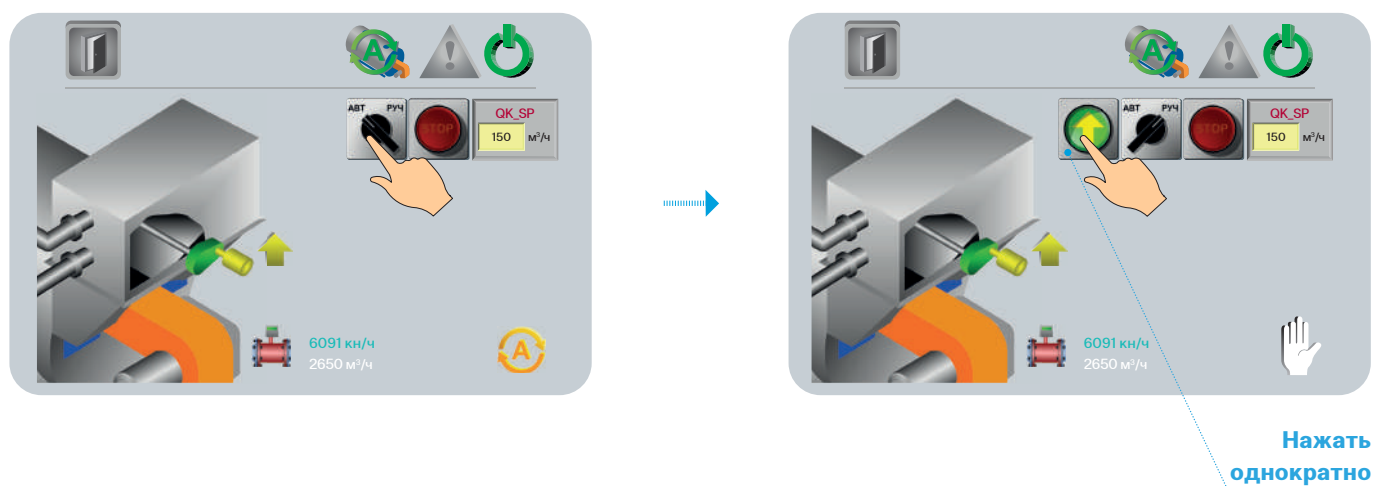 A
АВТ РУЧ
STOP
QK_SP
150 м³/ч
6091 кн/ч
2650 м³/ч
A
A
АВТ РУЧ
STOP
QK_SP
150 м³/ч
6091 кн/ч
2650 м³/ч
Нажать
однократно